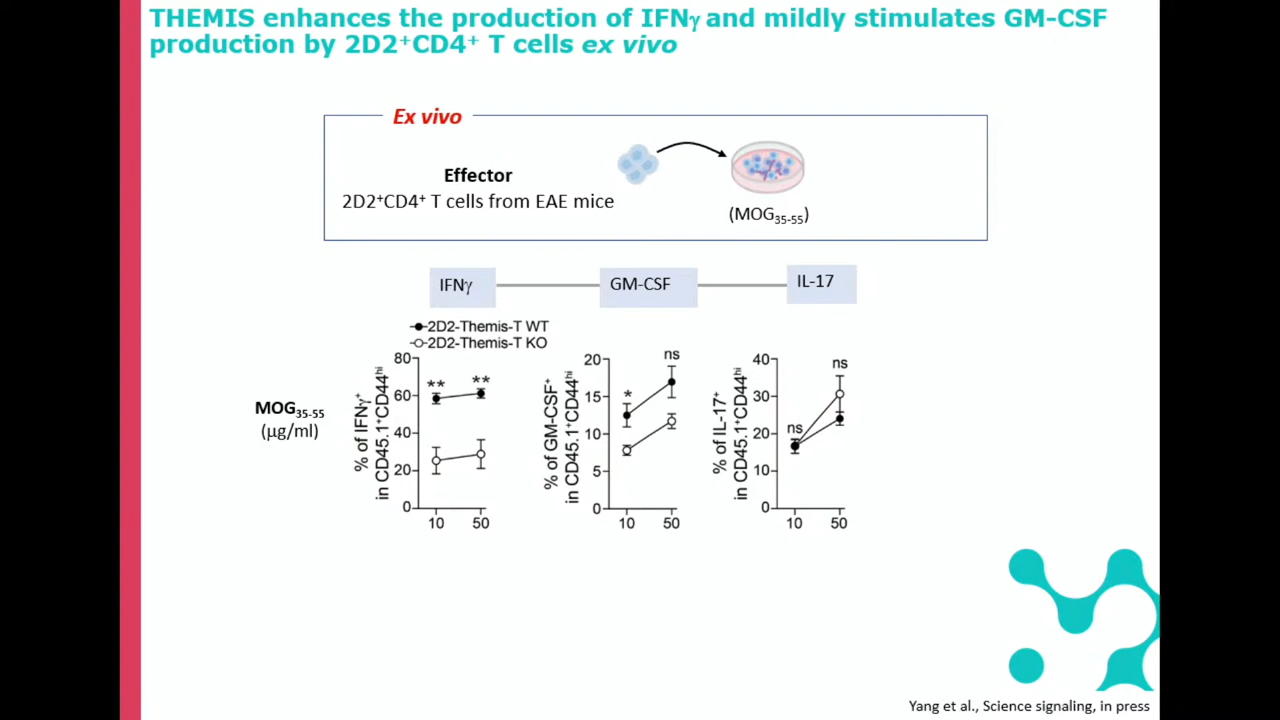 THEMIS enhances the production of IFNγ and mildly stimulates GM-CSF
production by 2D2⁺CD4⁺ T cells ex vivo
Ex vivo
Effector
2D2⁺CD4⁺ T cells from EAE mice
(MOG₃₅₋₅₅)
IFNγ
GM-CSF
IL-17
2D2-Themis-T WT
2D2-Themis-T KO
MOG₃₅₋₅₅
(μg/ml)
% of IFNγ⁺
in CD45.1⁺CD44ʰⁱ
80
60
40
20
0
** **
10 50
% of GM-CSF⁺
in CD45.1⁺CD44ʰⁱ
20
15
10
5
0
* ns
10 50
% of IL-17⁺
in CD45.1⁺CD44ʰⁱ
40
30
20
10
0
ns ns
10 50
Yang et al., Science signaling, in press